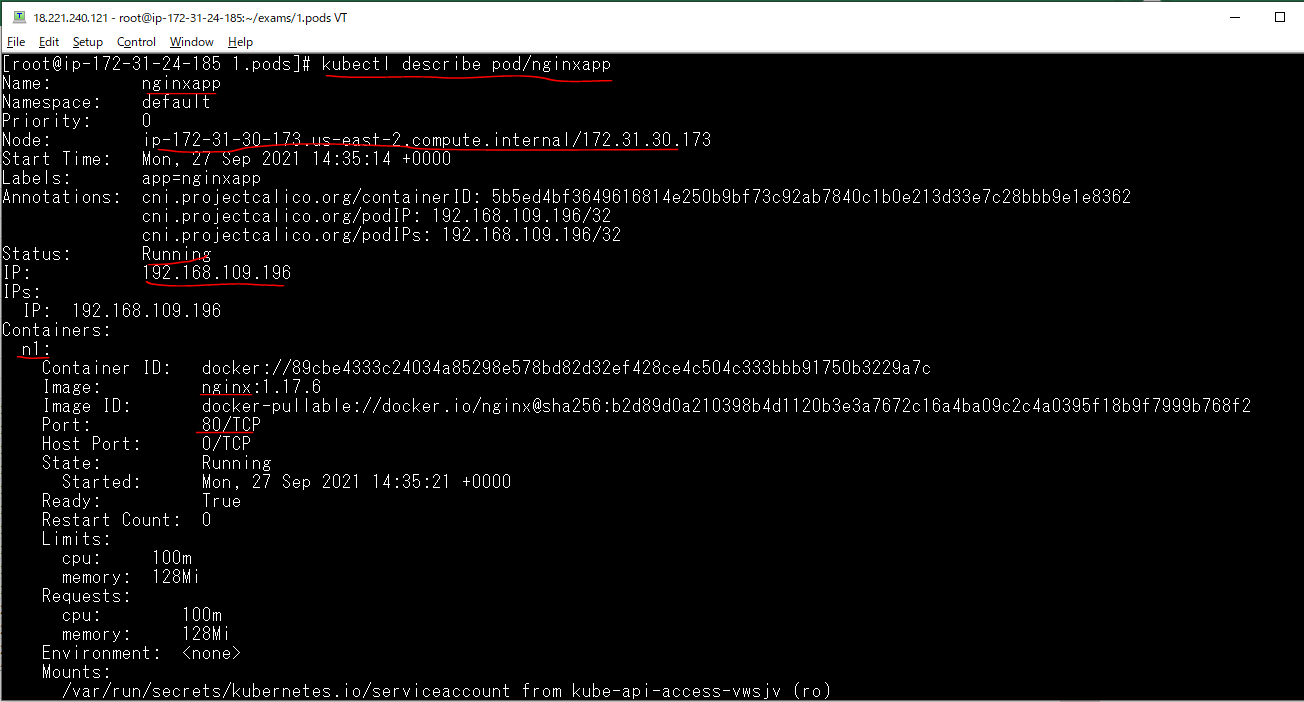 18.221.240.121 - root@ip-172-31-24-185:~/exams/1.pods VT
File Edit Setup Control Window Help
[root@ip-172-31-24-185 1.pods]# kubectl describe pod/nginxapp
Name: nginxapp
Namespace: default
Priority: 0
Node: ip-172-31-30-173.us-east-2.compute.internal/172.31.30.173
Start Time: Mon, 27 Sep 2021 14:35:14 +0000
Labels: app=nginxapp
Annotations: cni.projectcalico.org/containerID: 5b5ed4bf3649616814e250b9bf73c92ab7840c1b0e213d33e7c28bbb9e1e8362
cni.projectcalico.org/podIP: 192.168.109.196/32
cni.projectcalico.org/podIPs: 192.168.109.196/32
Status: Running
IP: 192.168.109.196
IPs:
IP: 192.168.109.196
Containers:
n1:
Container ID: docker://89cbe4333c24034a85298e578bd82d32ef428ce4c504c333bbb91750b3229a7c
Image: nginx:1.17.6
Image ID: docker-pullable://docker.io/nginx@sha256:b2d89d0a210398b4d1120b3e3a7672c16a4ba09c2c4a0395f18b9f7999b768f2
Port: 80/TCP
Host Port: 0/TCP
State: Running
Started: Mon, 27 Sep 2021 14:35:21 +0000
Ready: True
Restart Count: 0
Limits:
cpu: 100m
memory: 128Mi
Requests:
cpu: 100m
memory: 128Mi
Environment: <none>
Mounts:
/var/run/secrets/kubernetes.io/serviceaccount from kube-api-access-vwsjv (ro)